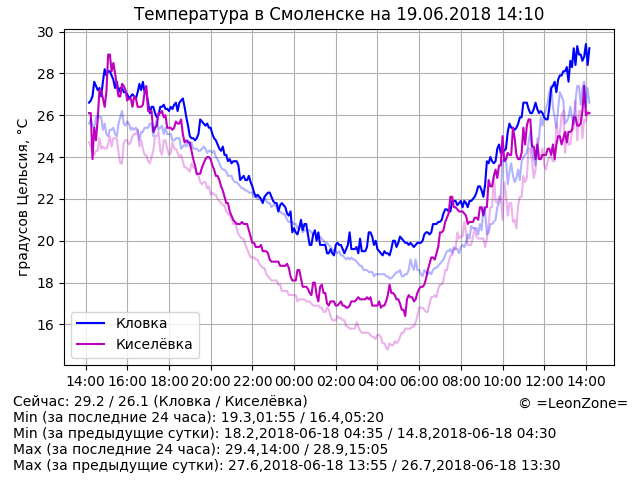 Температура в Смоленске на 19.06.2018 14:10
градусов Цельсия, °C
30
28
26
24
22
20
18
16
Кловка
Киселёвка
14:00 16:00 18:00 20:00 22:00 00:00 02:00 04:00 06:00 08:00 10:00 12:00 14:00
Сейчас: 29.2 / 26.1 (Кловка / Киселёвка)
© =LeonZone=
Min (за последние 24 часа): 19.3,01:55 / 16.4,05:20
Min (за предыдущие сутки): 18.2,2018-06-18 04:35 / 14.8,2018-06-18 04:30
Max (за последние 24 часа): 29.4,14:00 / 28.9,15:05
Max (за предыдущие сутки): 27.6,2018-06-18 13:55 / 26.7,2018-06-18 13:30